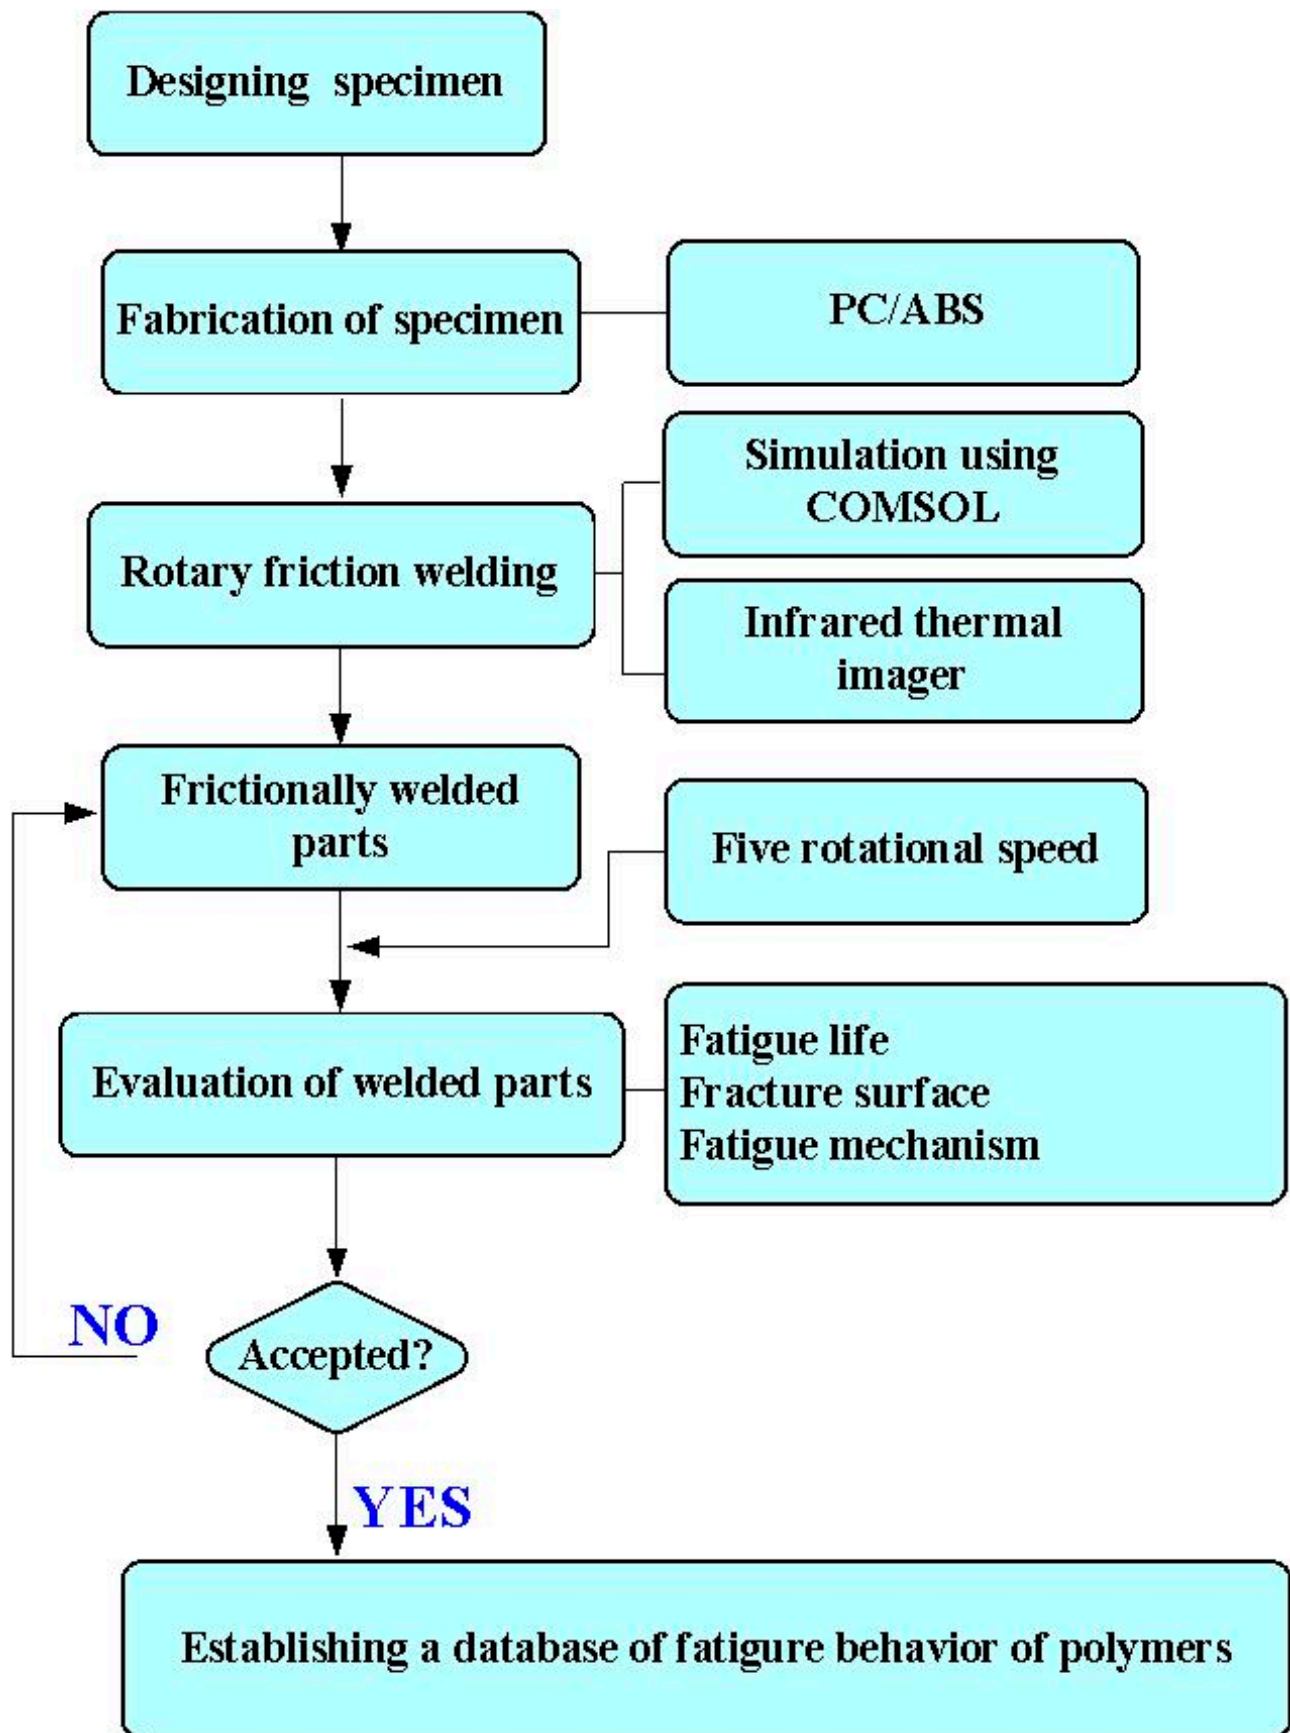 Designing specimen
Fabrication of specimen
PC/ABS
Simulation using
COMSOL
Rotary friction welding
Infrared thermal
imager
Frictionally welded
parts
Five rotational speed
Evaluation of welded parts
Fatigue life
Fracture surface
Fatigue mechanism
NO
Accepted?
YES
Establishing a database of fatigure behavior of polymers